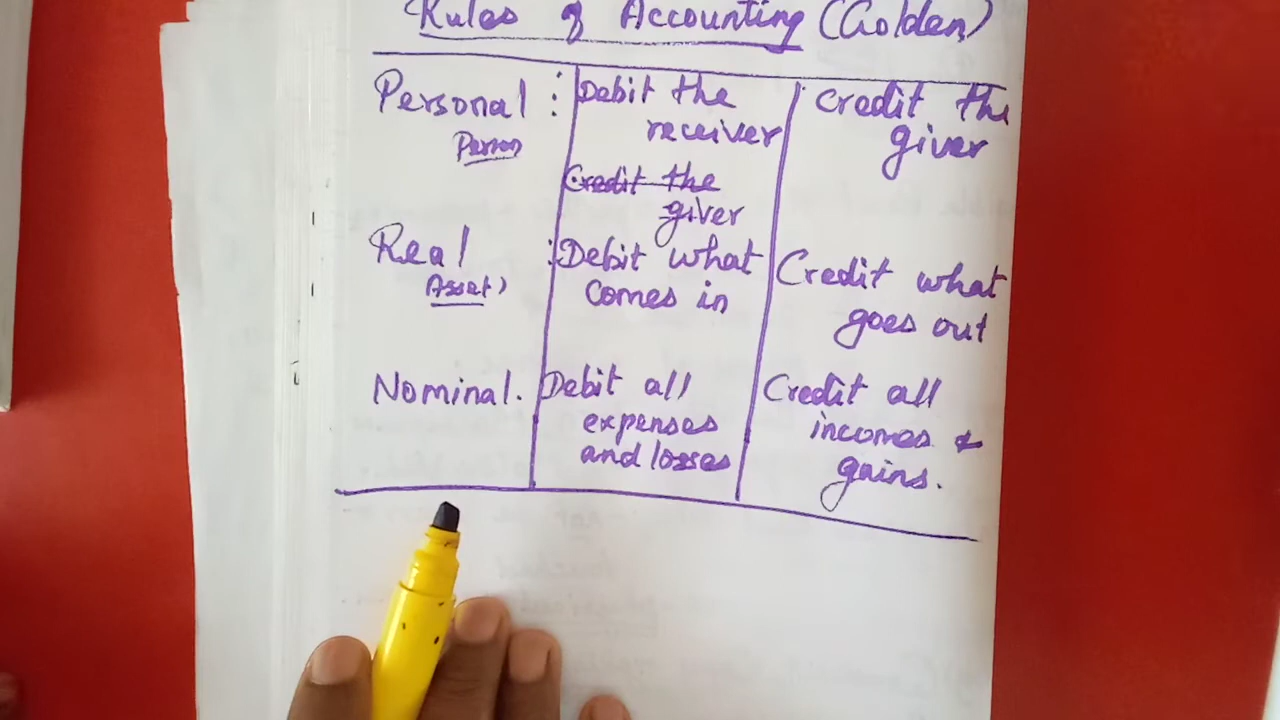 Rules of Accounting (Golden)
Personal :
Person
Debit the
receiver
Credit the
giver
Credit the
giver
Real :
Asset)
Debit what
comes in
Credit what
goes out
Nominal.
Debit all
expenses
and losses
Credit all
incomes &
gains.